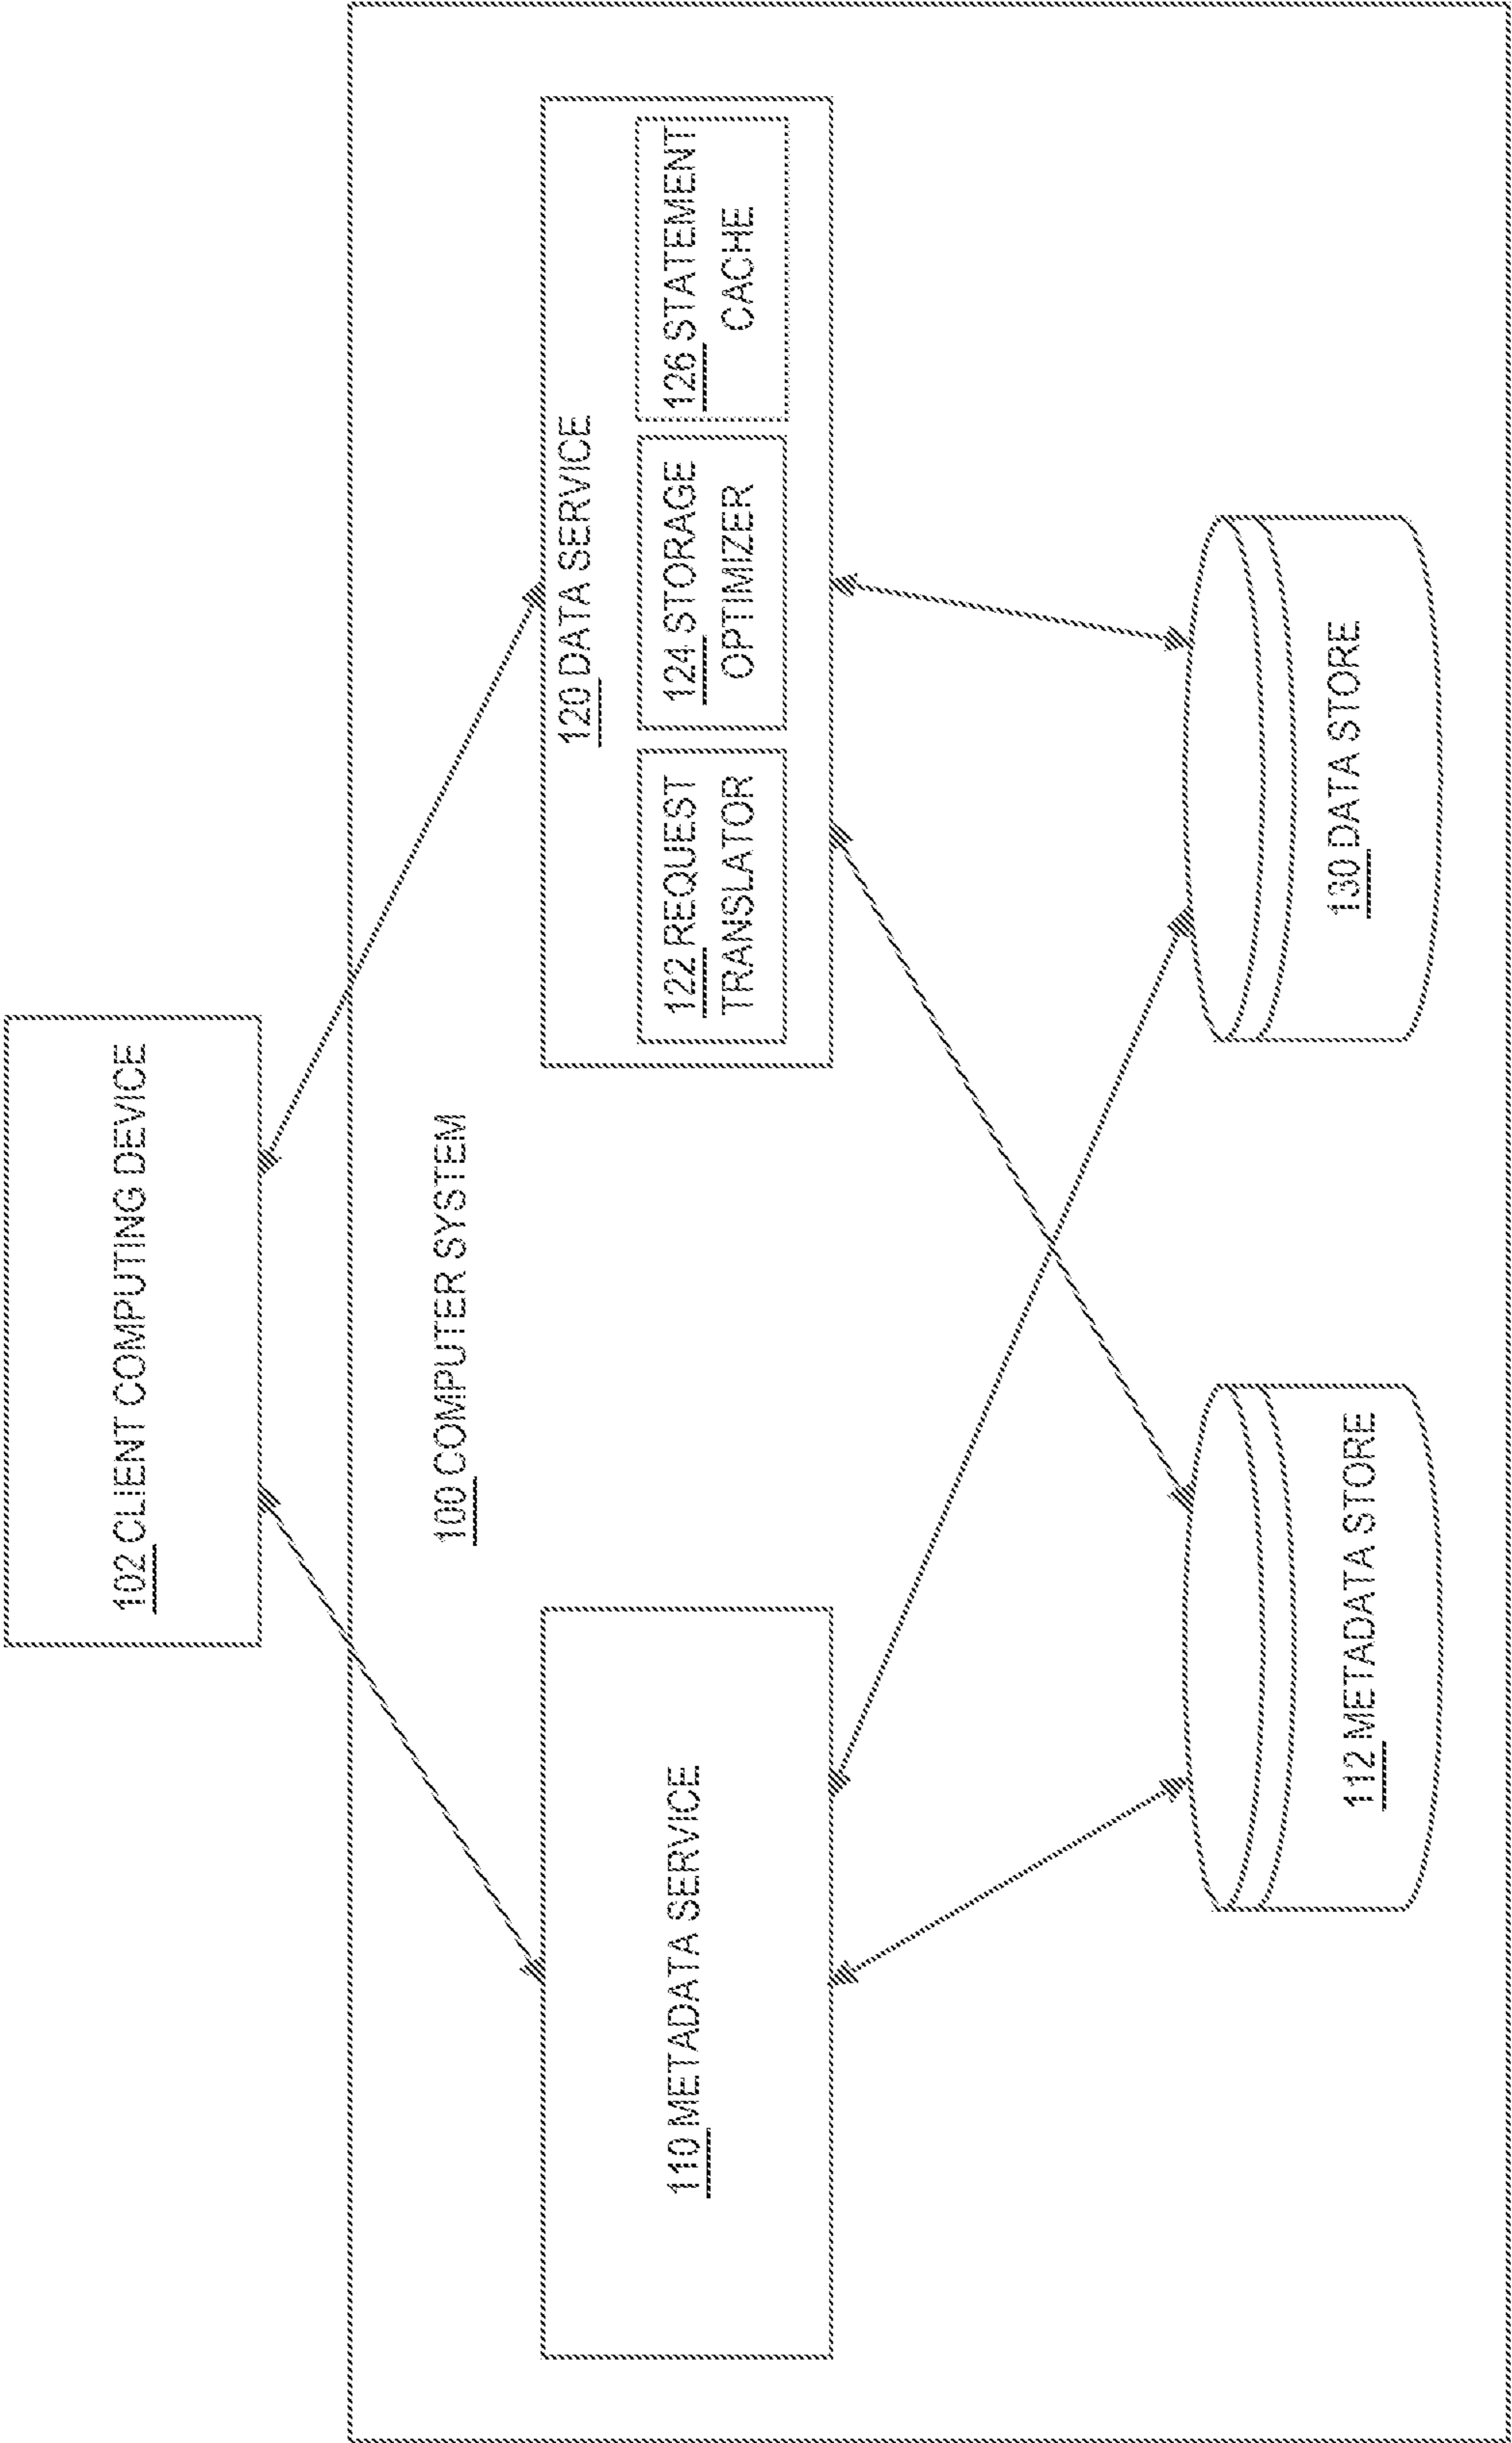 102 CLIENT COMPUTING DEVICE
100 COMPUTER SYSTEM
110 METADATA SERVICE
120 DATA SERVICE
122 REQUEST
TRANSLATOR
124 STORAGE
OPTIMIZER
126 STATEMENT
CACHE
112 METADATA STORE
130 DATA STORE